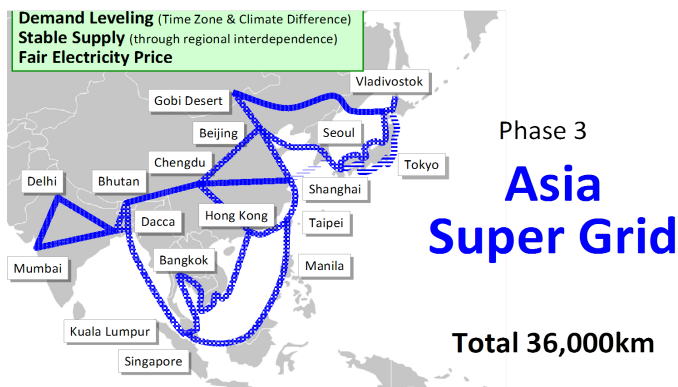 Demand Leveling (Time Zone & Climate Difference)
Stable Supply (through regional interdependence)
Fair Electricity Price
Vladivostok
Gobi Desert
Beijing
Seoul
Chengdu
Tokyo
Delhi
Bhutan
Shanghai
Dacca
Hong Kong
Taipei
Bangkok
Mumbai
Manila
Kuala Lumpur
Singapore
Phase 3
Asia
Super Grid
Total 36,000km